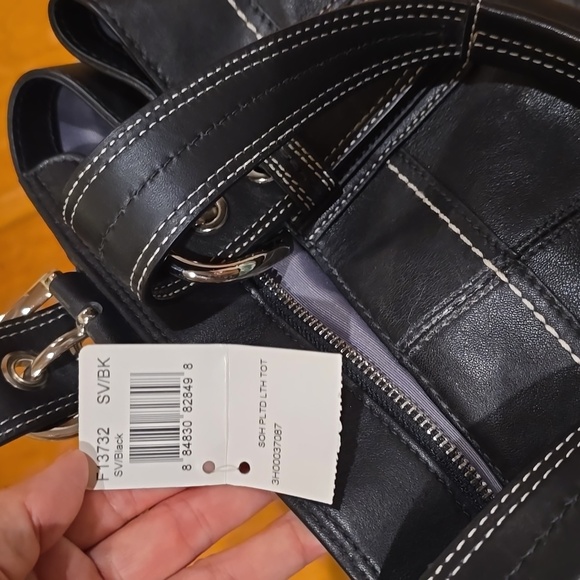 F13732 SV/BK
SV/Black
8 84830 82849 8
SOH PLTD LTH TOT
3H00037087